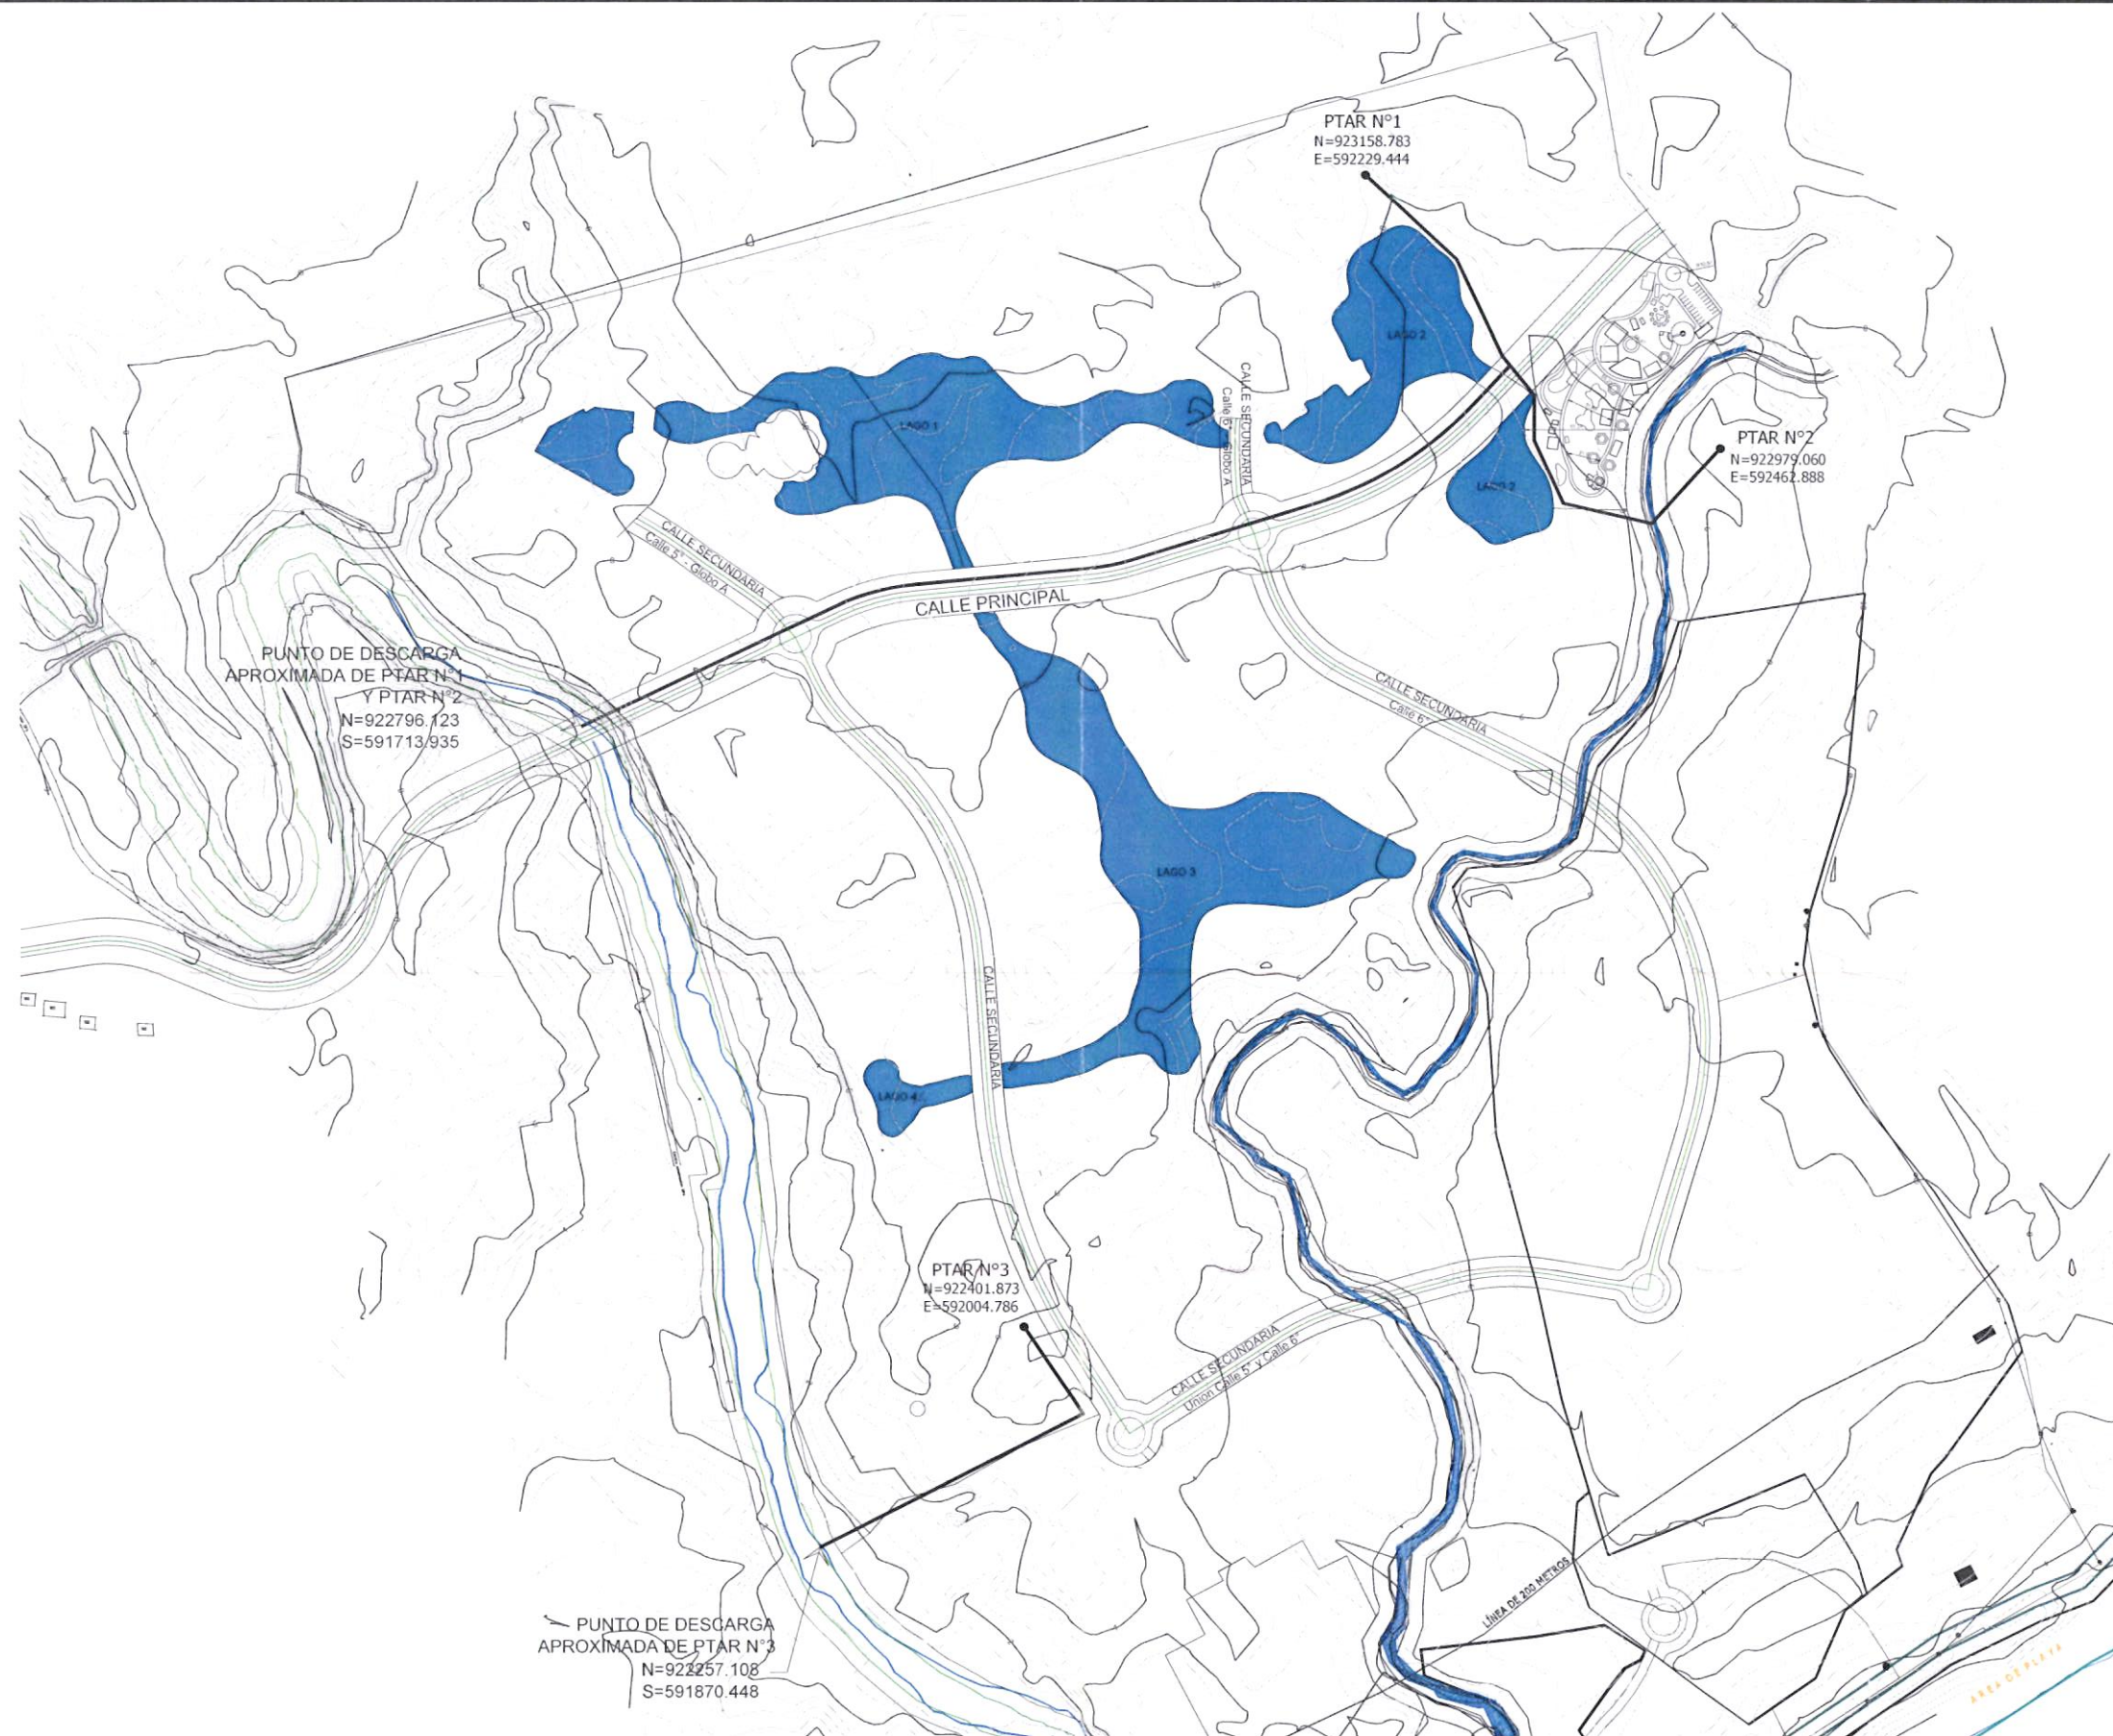 PTAR N°1
N=923158.783
E=592229.444
LAGO 2
CALLE SECUNDARIA
Calle 6° - Globo A
LAGO 1
PTAR N°2
N=922979.060
E=592462.888
LAGO 2
CALLE SECUNDARIA
Calle 5° - Globo A
CALLE PRINCIPAL
PUNTO DE DESCARGA
APROXIMADA DE PTAR N°1
Y PTAR N°2
N=922796.123
S=591713.935
CALLE SECUNDARIA
Calle 6°
LAGO 3
CALLE SECUNDARIA
LAGO 4
PTAR N°3
N=922401.873
E=592004.786
CALLE SECUNDARIA
Union Calle 5° y Calle 6°
LÍNEA DE 200 METROS
PUNTO DE DESCARGA
APROXIMADA DE PTAR N°3
N=922257.108
S=591870.448
AREA DE PLAYA